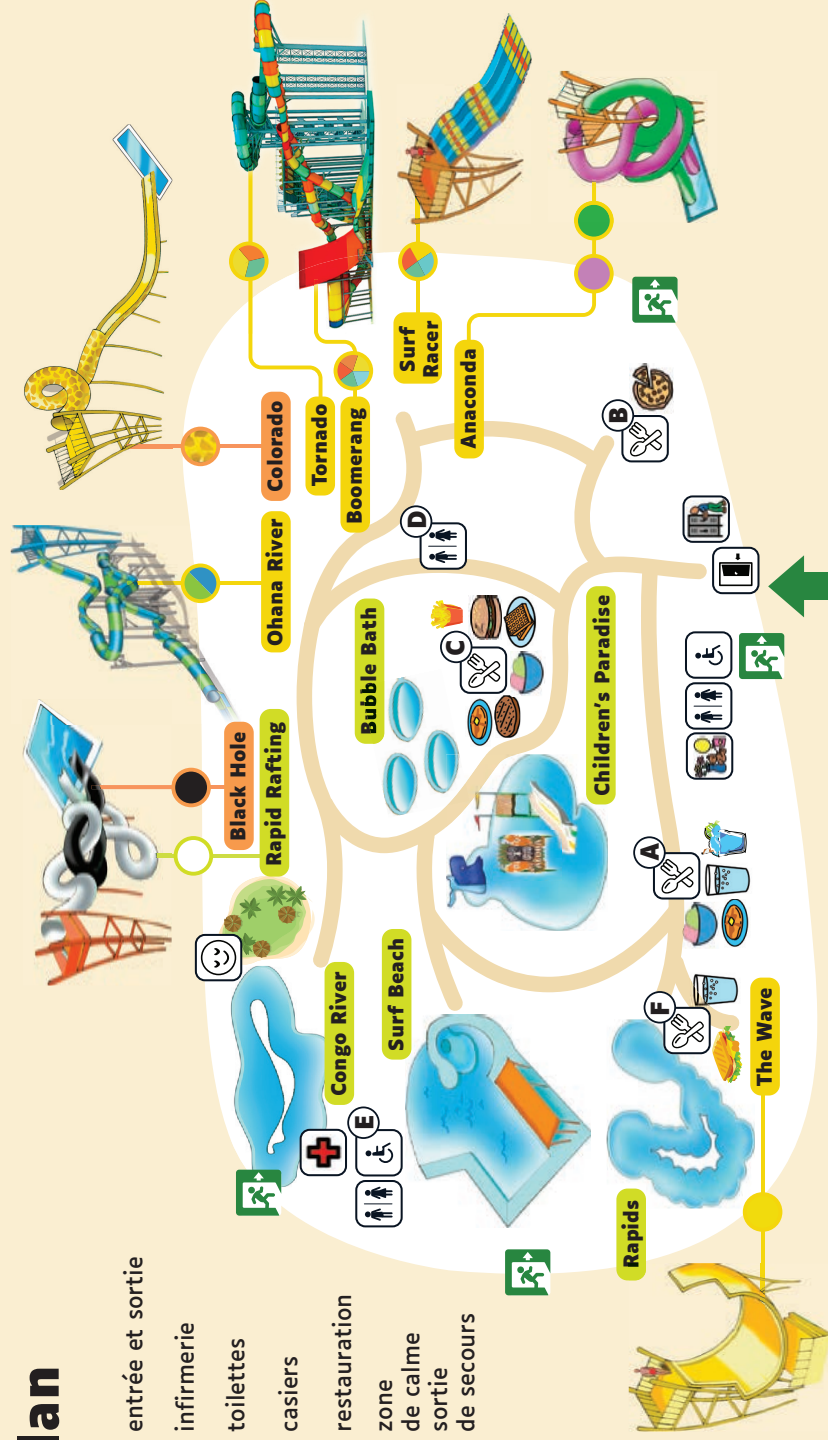 lan
entrée et sortie
infirmerie
toilettes
casiers
restauration
zone
de calme
sortie
de secours
Black Hole
Rapid Rafting
Ohana River
Colorado
Tornado
Boomerang
Surf
Racer
Anaconda
Congo River
Surf Beach
Bubble Bath
Children's Paradise
Rapids
The Wave
E
D
C
B
A
F